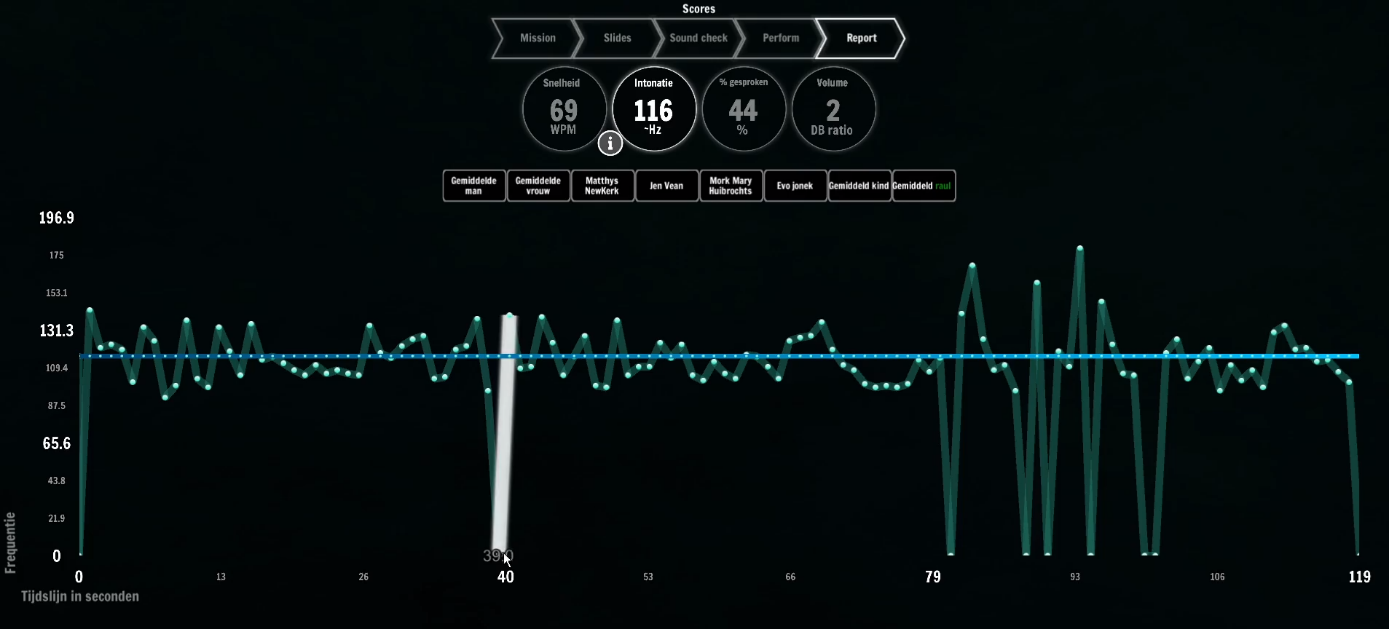 Scores
Mission Slides Sound check Perform Report
Snelheid 69 WPM
Intonatie 116 ~Hz
% gesproken 44 %
Volume 2 DB ratio
i
Gemiddelde man
Gemiddelde vrouw
Matthys NewKerk
Jen Vean
Mork Mary Huibrochts
Evo jonek
Gemiddeld kind
Gemiddeld raul
196.9
175
153.1
131.3
109.4
87.5
65.6
43.8
21.9
0
Frequentie
0 13 26 40 53 66 79 93 106 119
Tijdslijn in seconden